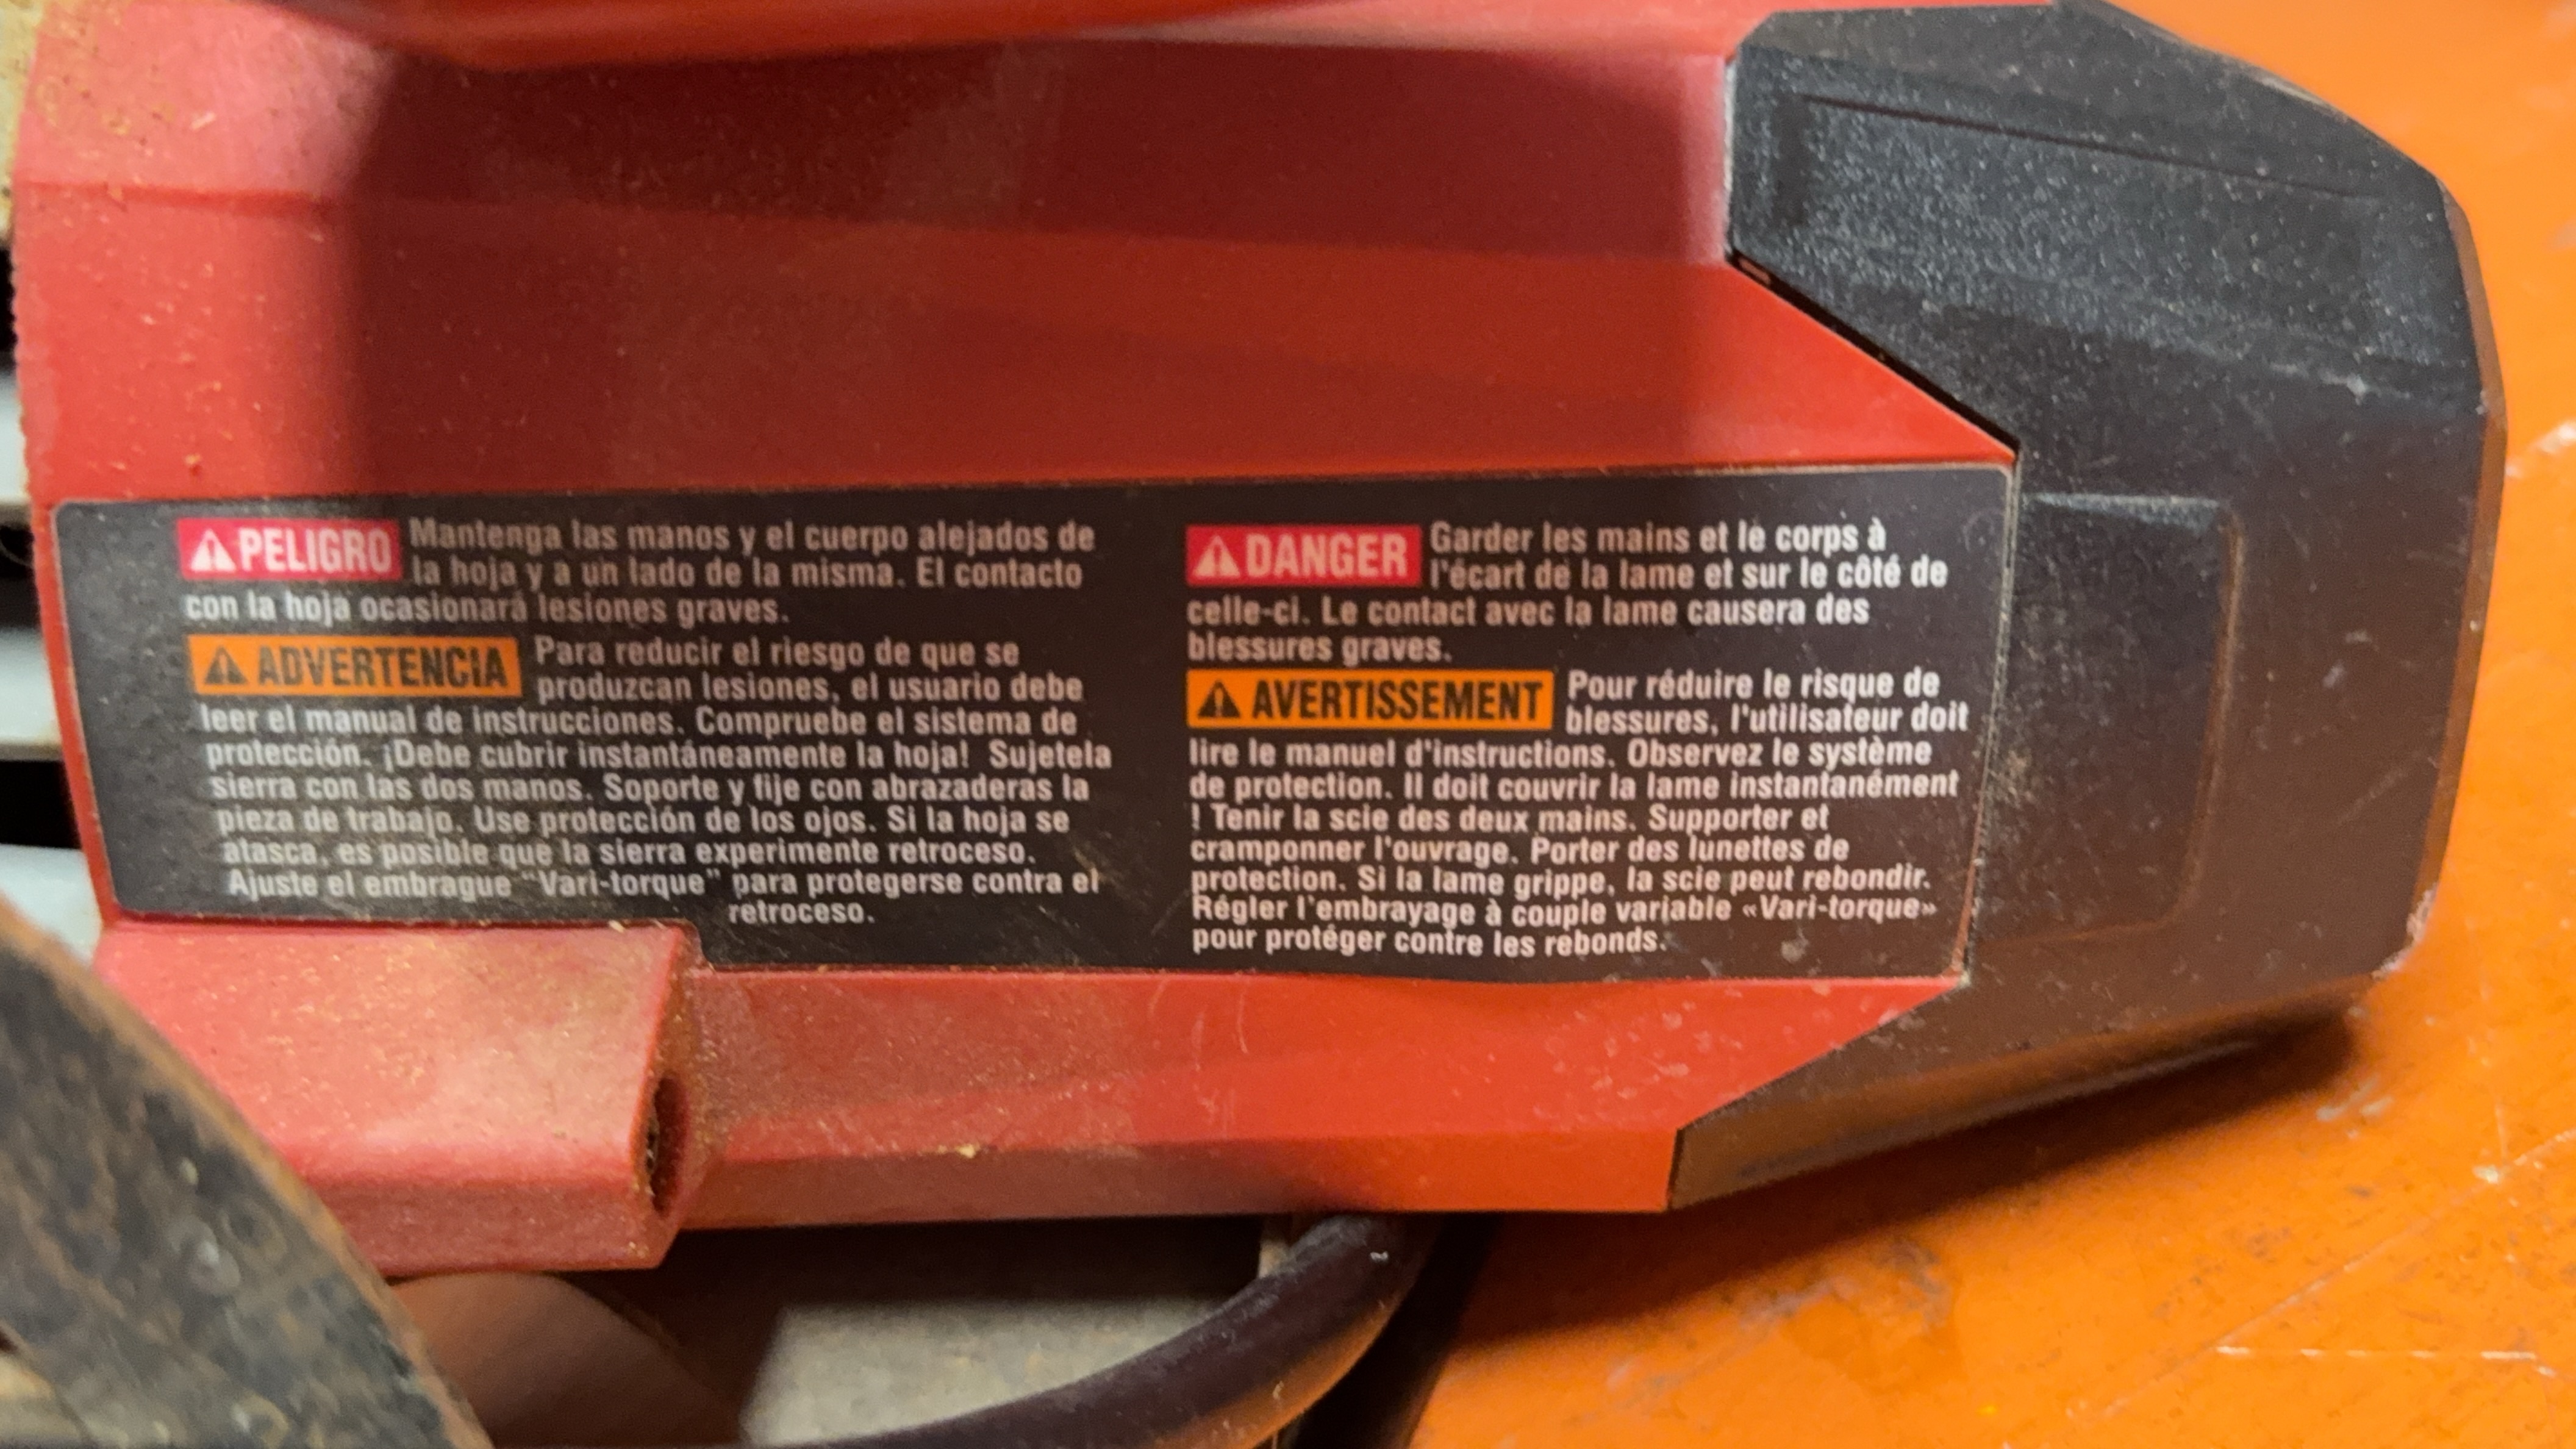 PELIGRO Mantenga las manos y el cuerpo alejados de
la hoja y a un lado de la misma. El contacto
con la hoja ocasionará lesiones graves.
ADVERTENCIA Para reducir el riesgo de que se
produzcan lesiones, el usuario debe
leer el manual de instrucciones. Compruebe el sistema de
protección. ¡Debe cubrir instantáneamente la hoja! Sujetela
sierra con las dos manos. Soporte y fije con abrazaderas la
pieza de trabajo. Use protección de los ojos. Si la hoja se
atasca, es posible que la sierra experimente retroceso.
Ajuste el embrague "Vari-torque" para protegerse contra el
retroceso.
DANGER Garder les mains et le corps à
l'écart de la lame et sur le côté de
celle-ci. Le contact avec la lame causera des
blessures graves.
AVERTISSEMENT Pour réduire le risque de
blessures, l'utilisateur doit
lire le manuel d'instructions. Observez le système
de protection. Il doit couvrir la lame instantanément
! Tenir la scie des deux mains. Supporter et
cramponner l'ouvrage. Porter des lunettes de
protection. Si la lame grippe, la scie peut rebondir.
Régler l'embrayage à couple variable «Vari-torque»
pour protéger contre les rebonds.